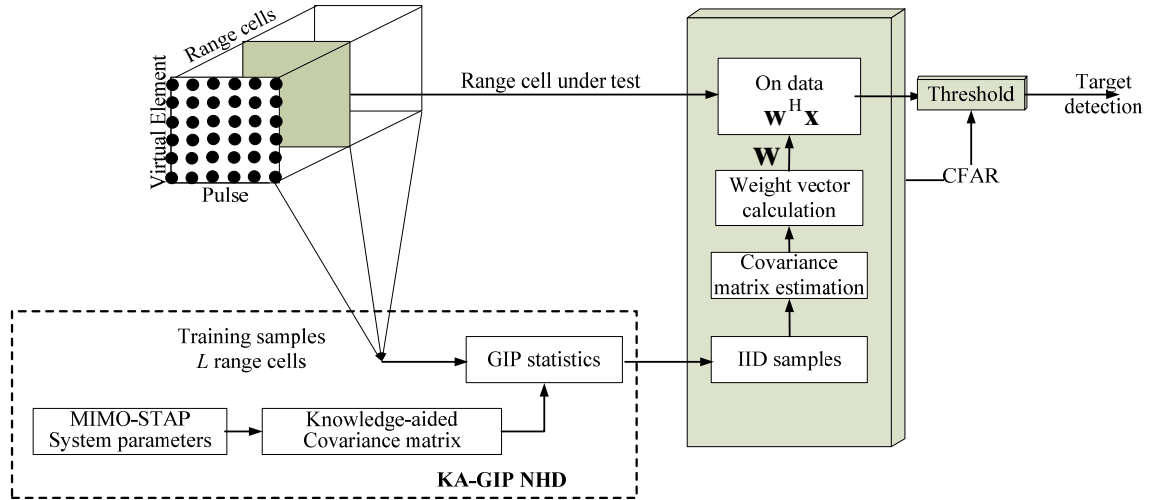 Range cells
Virtual Element
Pulse
Range cell under test
On data
w^H x
w
Weight vector
calculation
Covariance
matrix estimation
IID samples
Threshold
Target
detection
CFAR
Training samples
L range cells
GIP statistics
MIMO-STAP
System parameters
Knowledge-aided
Covariance matrix
KA-GIP NHD